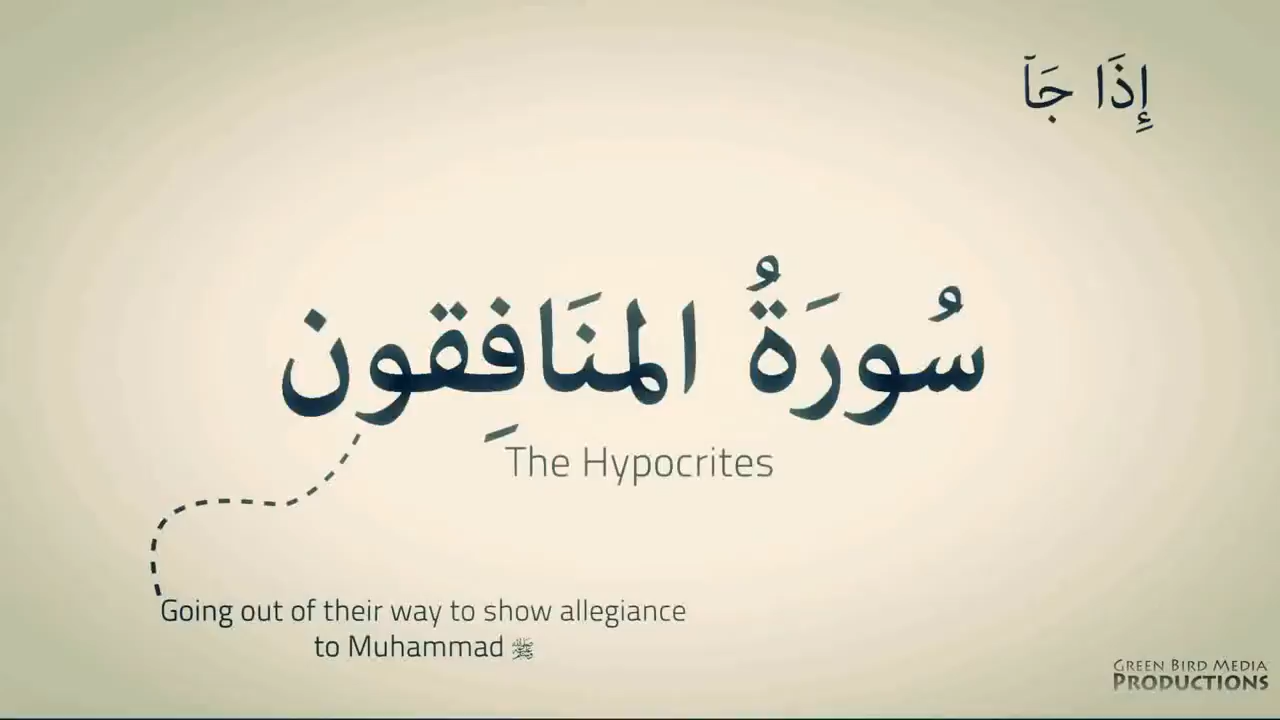 إِذَا جَآ
سُورَةُ المنَافِقون
The Hypocrites
Going out of their way to show allegiance
to Muhammad ﷺ
GREEN BIRD MEDIA
PRODUCTIONS